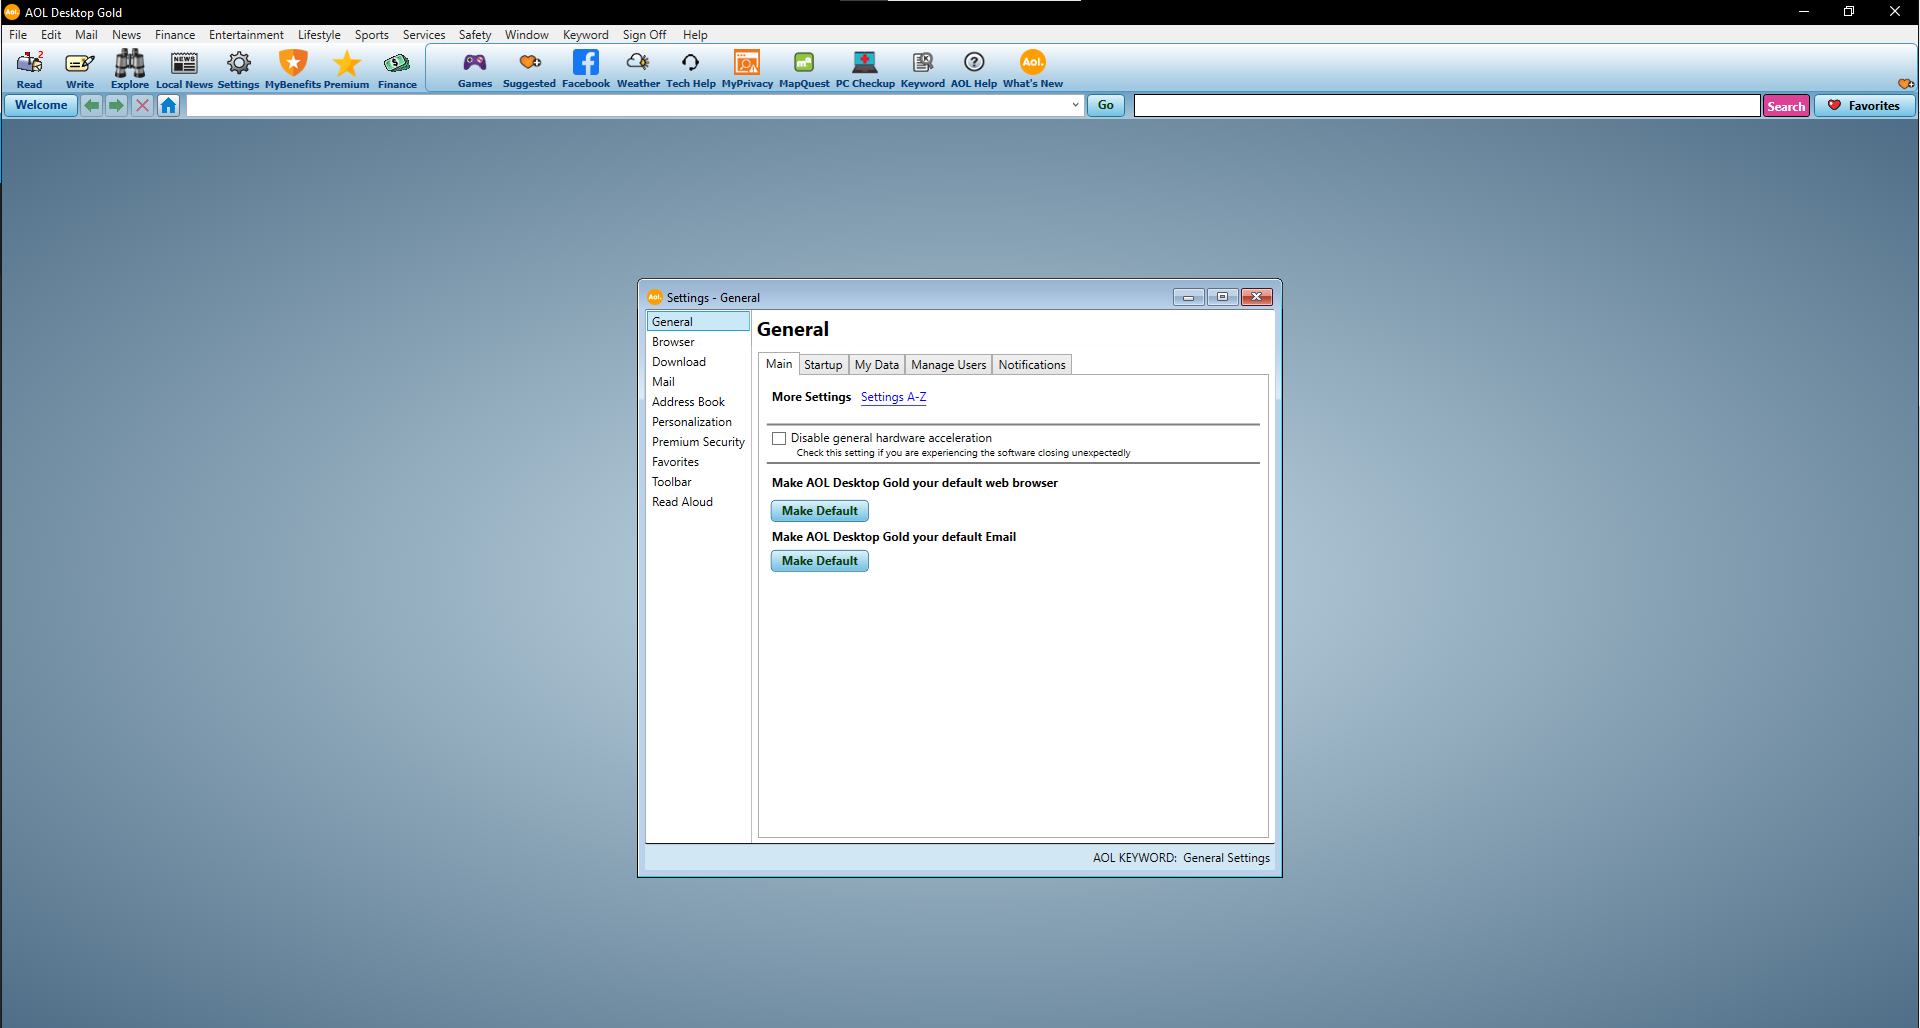 AOL Desktop Gold
File Edit Mail News Finance Entertainment Lifestyle Sports Services Safety Window Keyword Sign Off Help
2 NEWS Aol.
Read Write Explore Local News Settings MyBenefits Premium Finance Games Suggested Facebook Weather Tech Help MyPrivacy MapQuest PC Checkup Keyword AOL Help What's New
Welcome Go Search Favorites
Settings - General
General
Browser
Download
Mail
Address Book
Personalization
Premium Security
Favorites
Toolbar
Read Aloud
General
Main Startup My Data Manage Users Notifications
More Settings Settings A-Z
Disable general hardware acceleration
Check this setting if you are experiencing the software closing unexpectedly
Make AOL Desktop Gold your default web browser
Make Default
Make AOL Desktop Gold your default Email
Make Default
AOL KEYWORD: General Settings